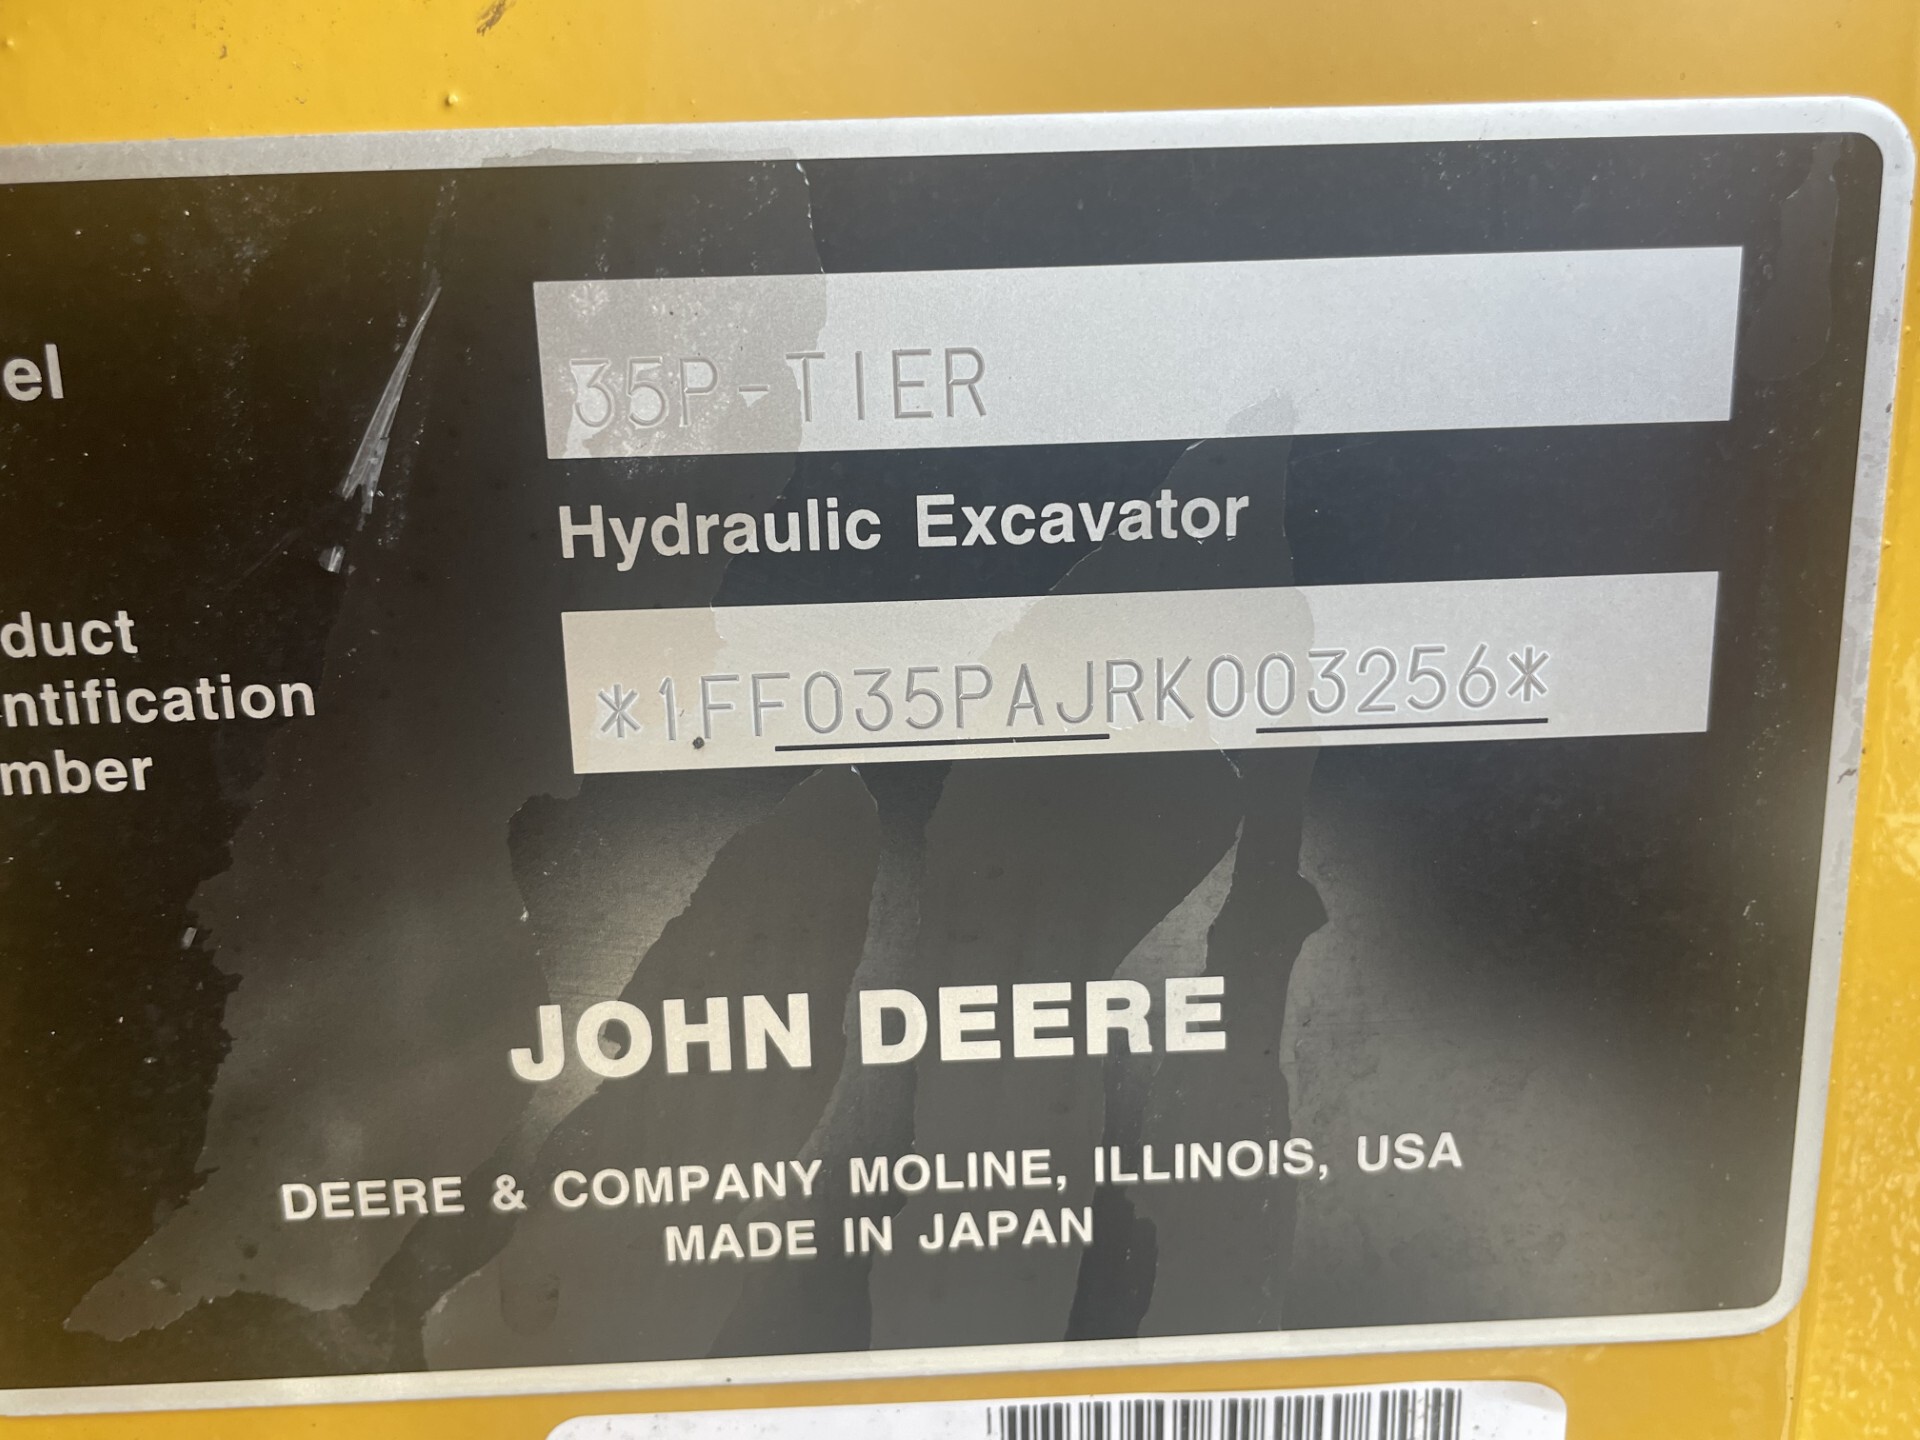 el
35P-TIER
Hydraulic Excavator
duct
ntification
mber
*1FF035PAJRK003256*
JOHN DEERE
DEERE & COMPANY MOLINE, ILLINOIS, USA
MADE IN JAPAN